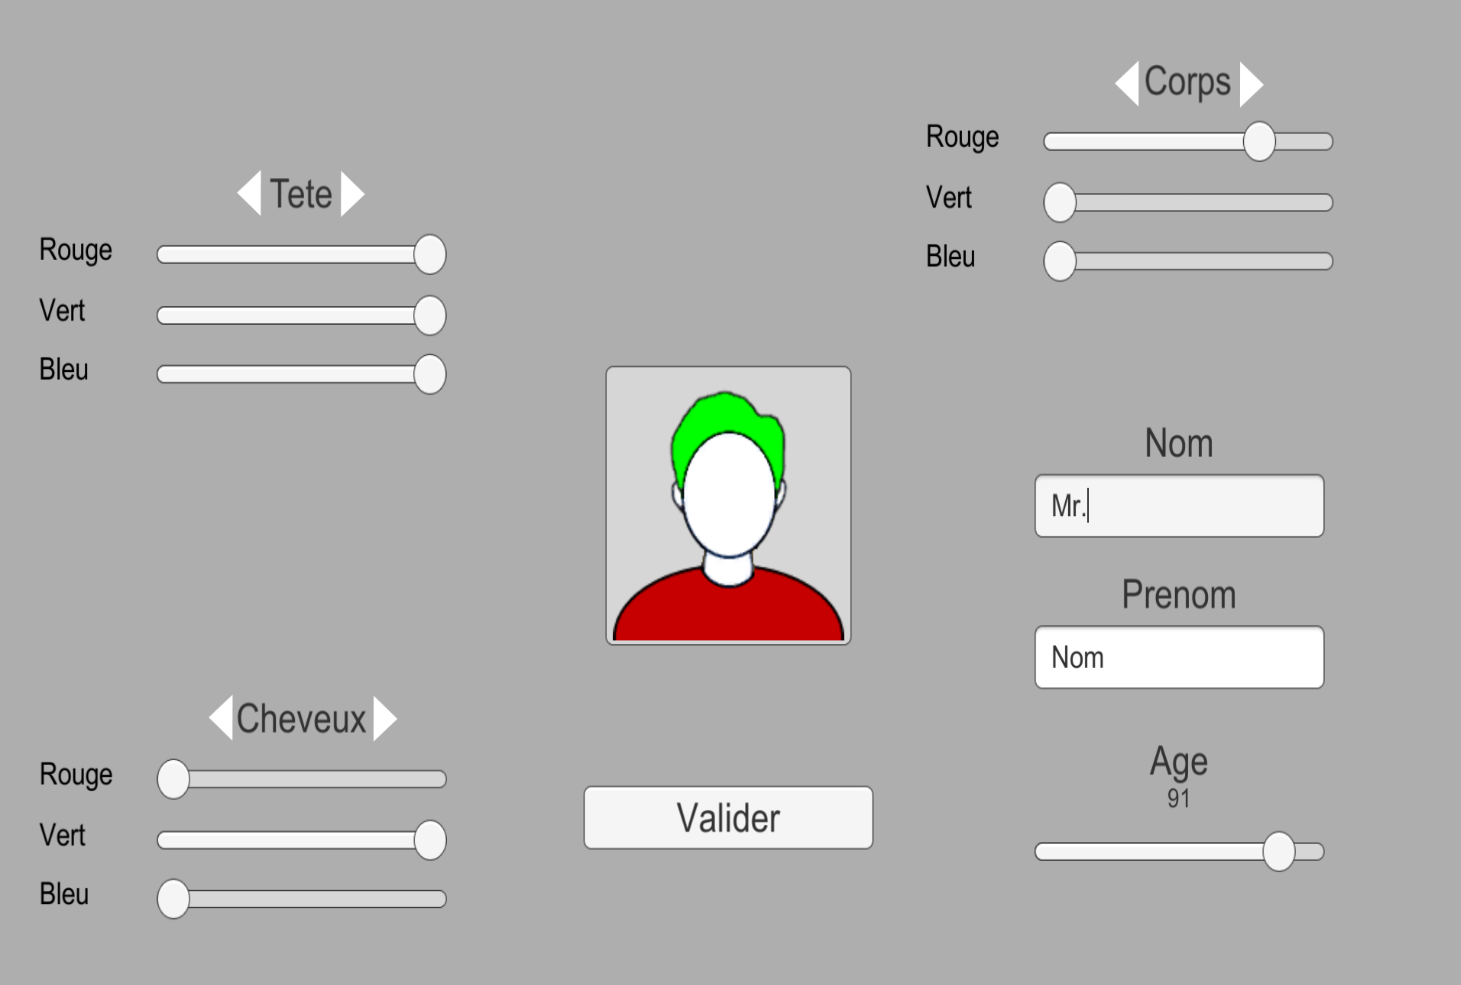 Tete
Rouge
Vert
Bleu
Cheveux
Rouge
Vert
Bleu
Valider
Corps
Rouge
Vert
Bleu
Nom
Mr.
Prenom
Nom
Age
91